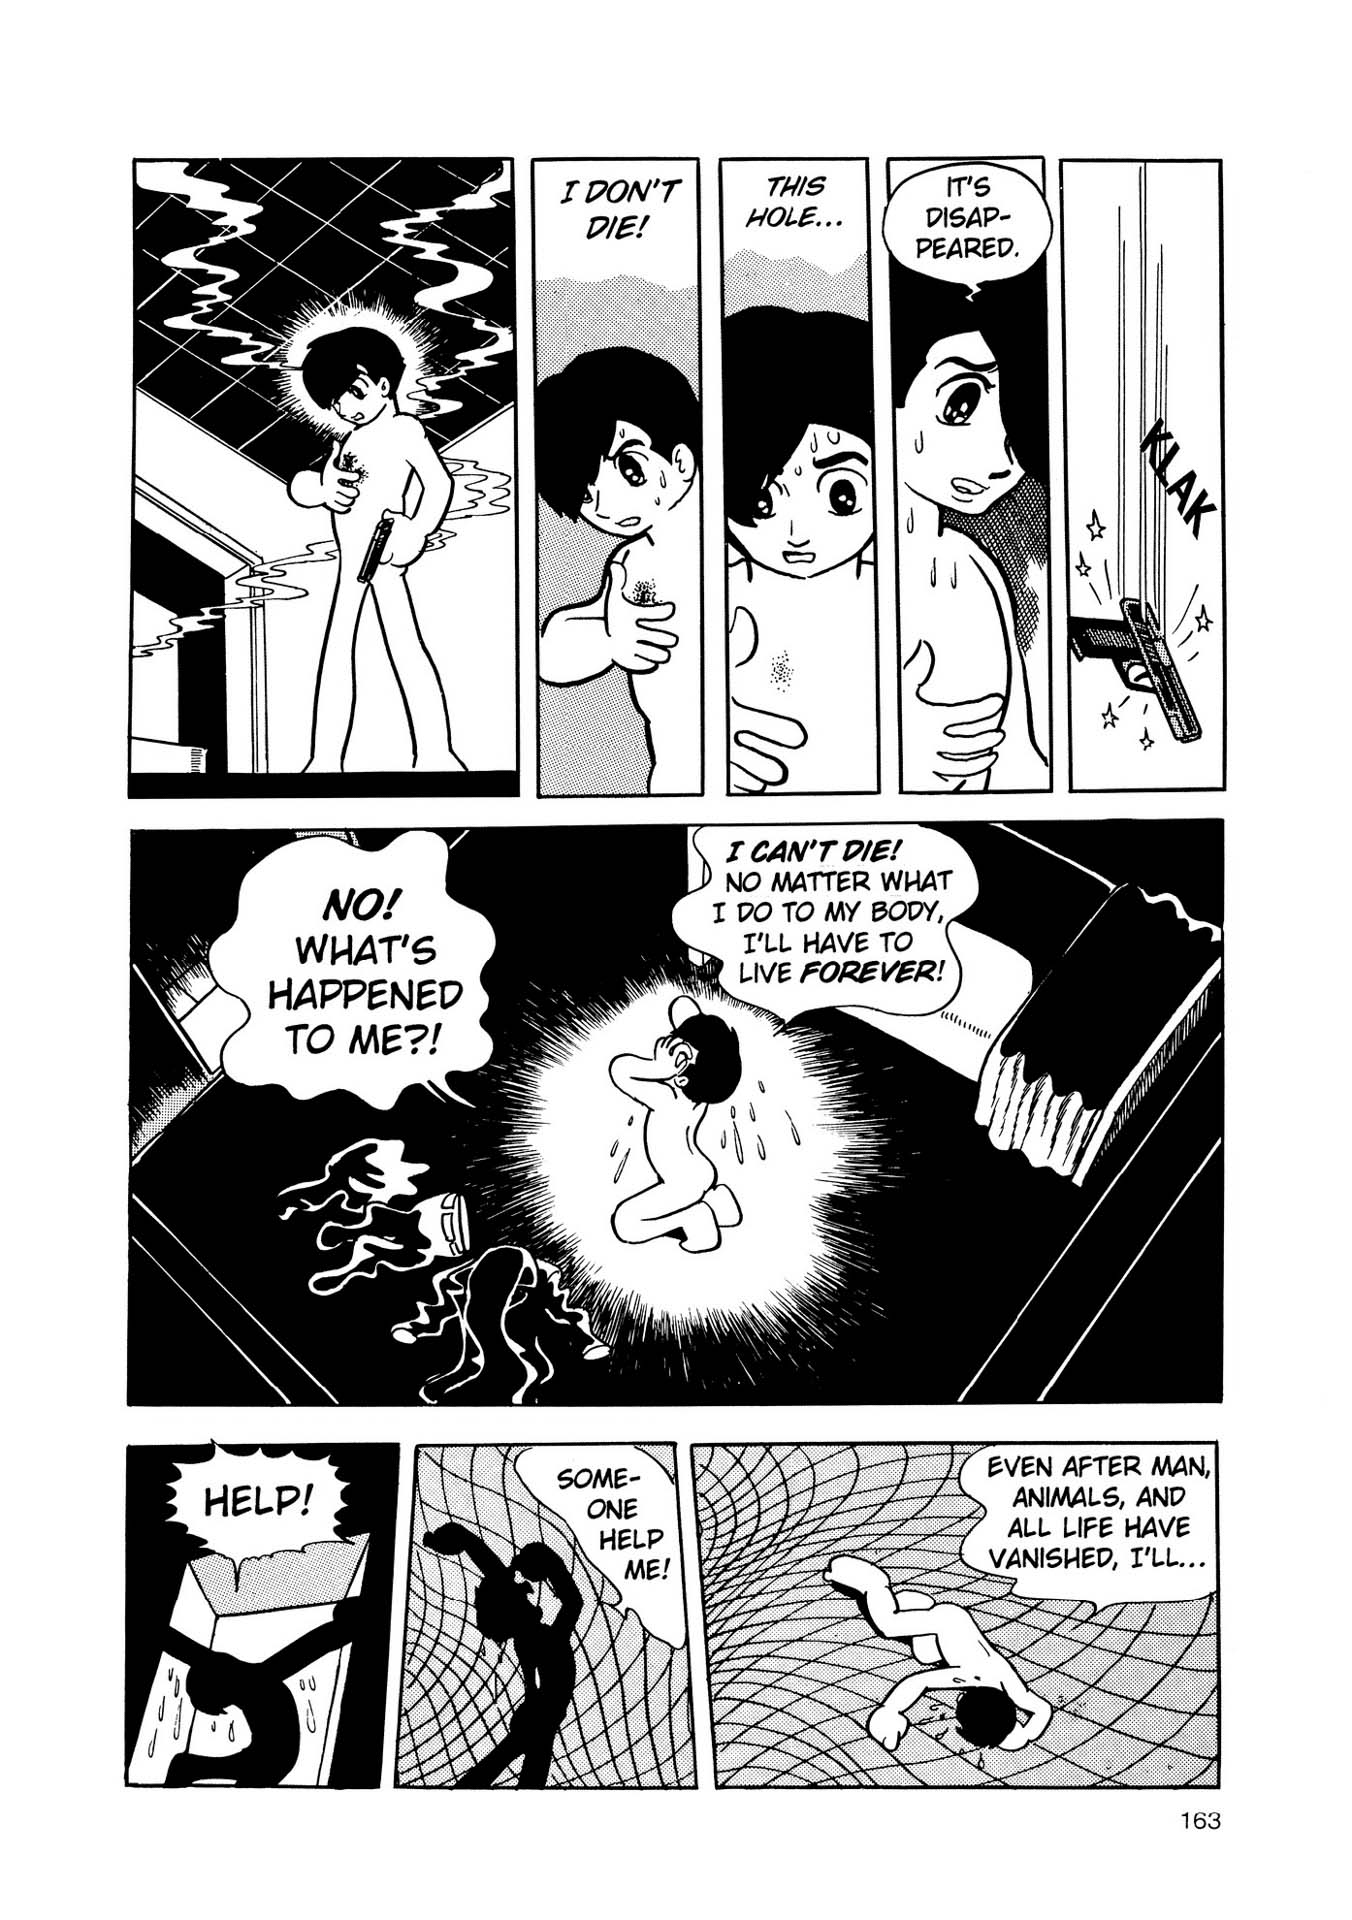 I DON'T
DIE!
THIS
HOLE...
IT'S
DISAP-
PEARED.
KLAK
NO!
WHAT'S
HAPPENED
TO ME?!
I CAN'T DIE!
NO MATTER WHAT
I DO TO MY BODY,
I'LL HAVE TO
LIVE FOREVER!
HELP!
SOME-
ONE
HELP
ME!
EVEN AFTER MAN,
ANIMALS, AND
ALL LIFE HAVE
VANISHED, I'LL...
163